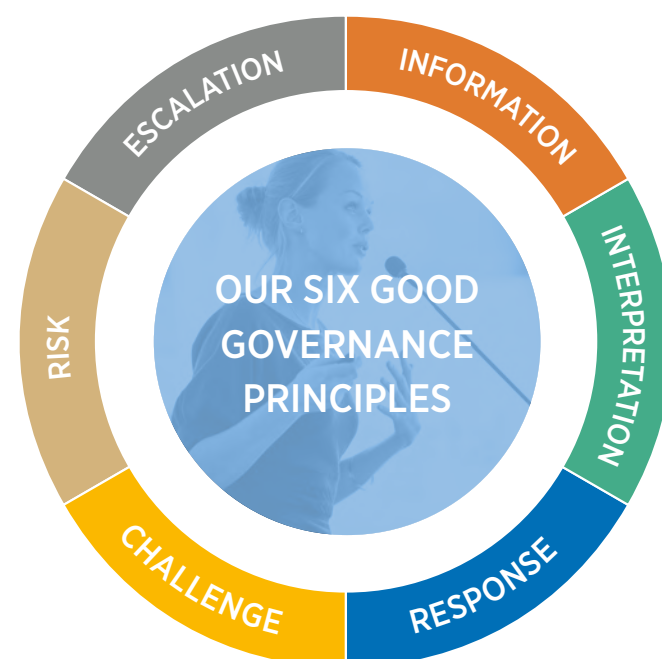 OUR SIX GOOD
GOVERNANCE
PRINCIPLES
INFORMATION
INTERPRETATION
RESPONSE
CHALLENGE
RISK
ESCALATION